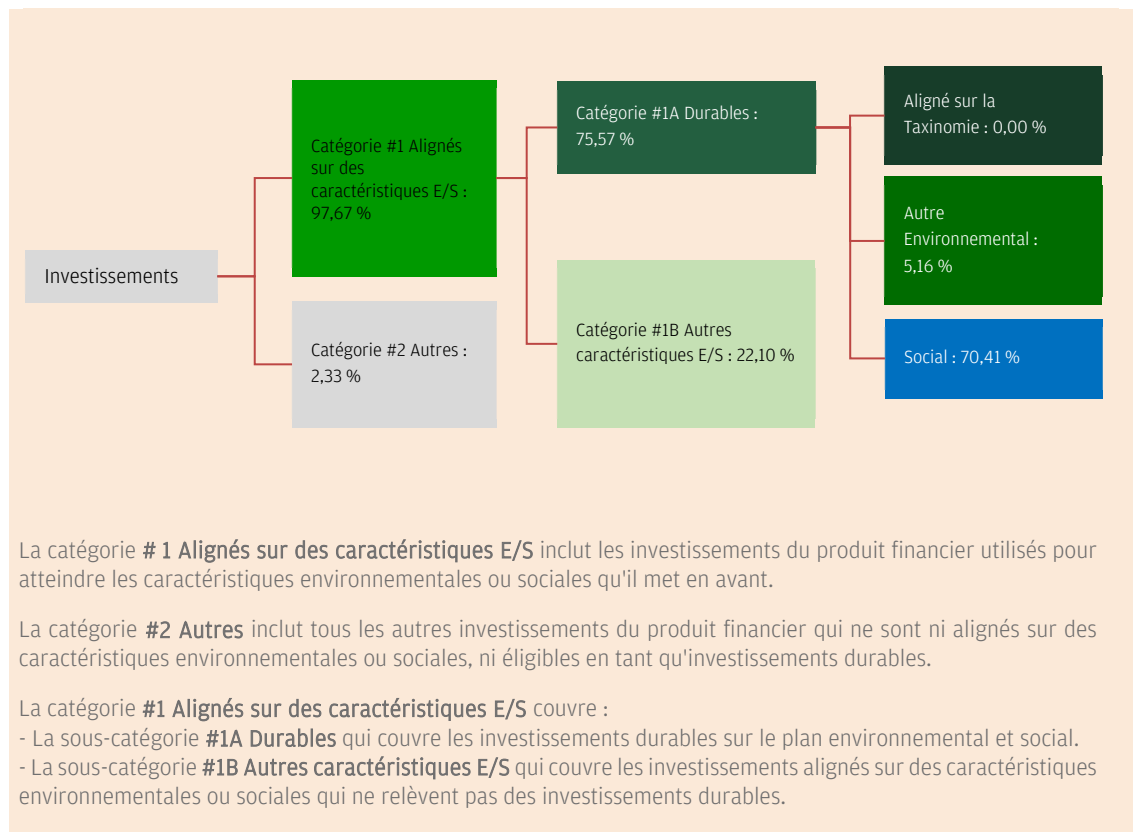 Investissements
Catégorie #1 Alignés
sur des
caractéristiques E/S :
97,67 %
Catégorie #2 Autres :
2,33 %
Catégorie #1A Durables :
75,57 %
Catégorie #1B Autres
caractéristiques E/S : 22,10 %
Aligné sur la
Taxinomie : 0,00 %
Autre
Environnemental :
5,16 %
Social : 70,41 %
La catégorie # 1 Alignés sur des caractéristiques E/S inclut les investissements du produit financier utilisés pour
atteindre les caractéristiques environnementales ou sociales qu'il met en avant.
La catégorie #2 Autres inclut tous les autres investissements du produit financier qui ne sont ni alignés sur des
caractéristiques environnementales ou sociales, ni éligibles en tant qu'investissements durables.
La catégorie #1 Alignés sur des caractéristiques E/S couvre :
- La sous-catégorie #1A Durables qui couvre les investissements durables sur le plan environnemental et social.
- La sous-catégorie #1B Autres caractéristiques E/S qui couvre les investissements alignés sur des caractéristiques
environnementales ou sociales qui ne relèvent pas des investissements durables.